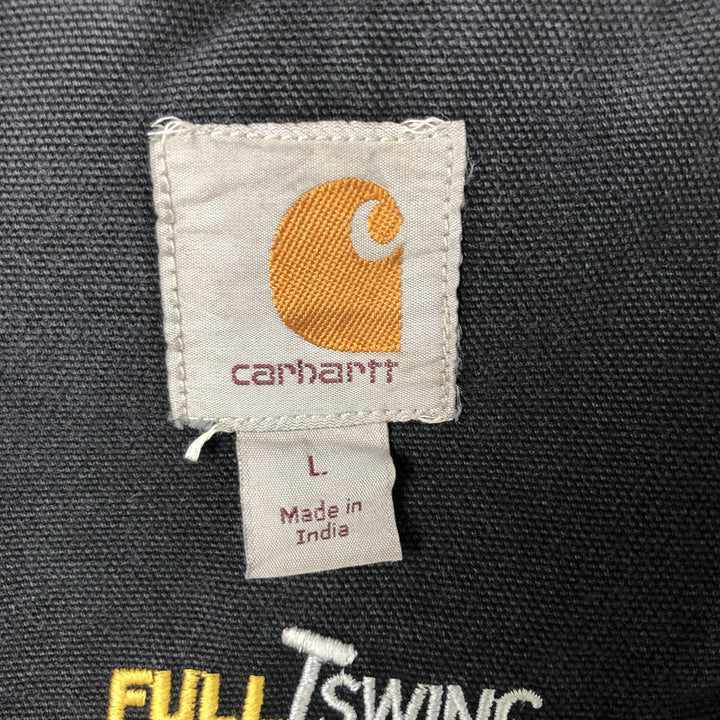 carhartt
L
Made in
India
FULL SWING